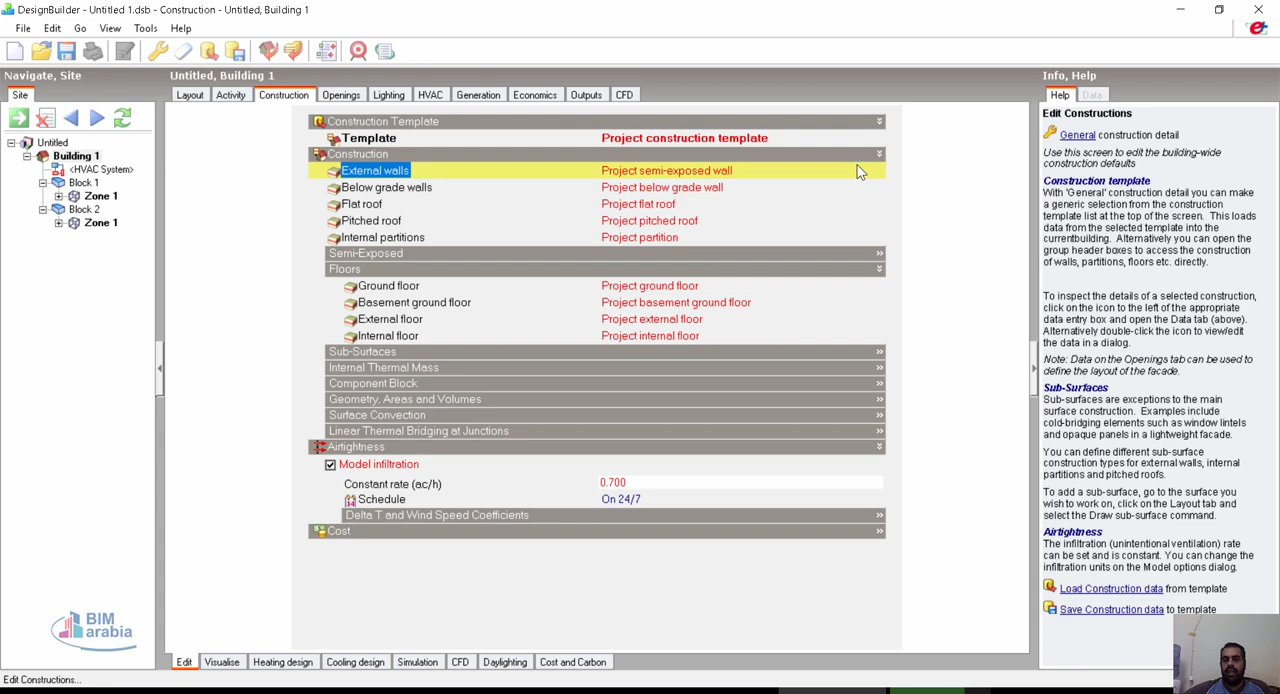 DesignBuilder - Untitled 1.dsb - Construction - Untitled, Building 1
File Edit Go View Tools Help
Navigate, Site
Site
Untitled
Building 1
<HVAC System>
Block 1
Zone 1
Block 2
Zone 1
BIM
arabia
Untitled, Building 1
Layout Activity Construction Openings Lighting HVAC Generation Economics Outputs CFD
Construction Template
Template Project construction template
Construction
External walls Project semi-exposed wall
Below grade walls Project below grade wall
Flat roof Project flat roof
Pitched roof Project pitched roof
Internal partitions Project partition
Semi-Exposed
Floors
Ground floor Project ground floor
Basement ground floor Project basement ground floor
External floor Project external floor
Internal floor Project internal floor
Sub-Surfaces
Internal Thermal Mass
Component Block
Geometry, Areas and Volumes
Surface Convection
Linear Thermal Bridging at Junctions
Airtightness
Model infiltration
Constant rate (ac/h) 0.700
Schedule On 24/7
Delta T and Wind Speed Coefficients
Cost
Edit Visualise Heating design Cooling design Simulation CFD Daylighting Cost and Carbon
Info, Help
Help Data
Edit Constructions
General construction detail
Use this screen to edit the building-wide
construction defaults
Construction template
With 'General' construction detail you can make
a generic selection from the construction
template list at the top of the screen. This loads
data from the selected template into the
currentbuilding. Alternatively you can open the
group header boxes to access the construction
of walls, partitions, floors etc. directly.
To inspect the details of a selected construction,
click on the icon to the left of the appropriate
data entry box and open the Data tab (above).
Alternatively double-click the icon to view/edit
the data in a dialog.
Note: Data on the Openings tab can be used to
define the layout of the facade.
Sub-Surfaces
Sub-surfaces are exceptions to the main
surface construction. Examples include
cold-bridging elements such as window lintels
and opaque panels in a lightweight facade.
You can define different sub-surface
construction types for external walls, internal
partitions and pitched roofs.
To add a sub-surface, go to the surface you
wish to work on, click on the Layout tab and
select the Draw sub-surface command.
Airtightness
The infiltration (unintentional ventilation) rate
can be set and is constant. You can change the
infiltration units on the Model options dialog.
Load Construction data from template
Save Construction data to template
Edit Constructions...